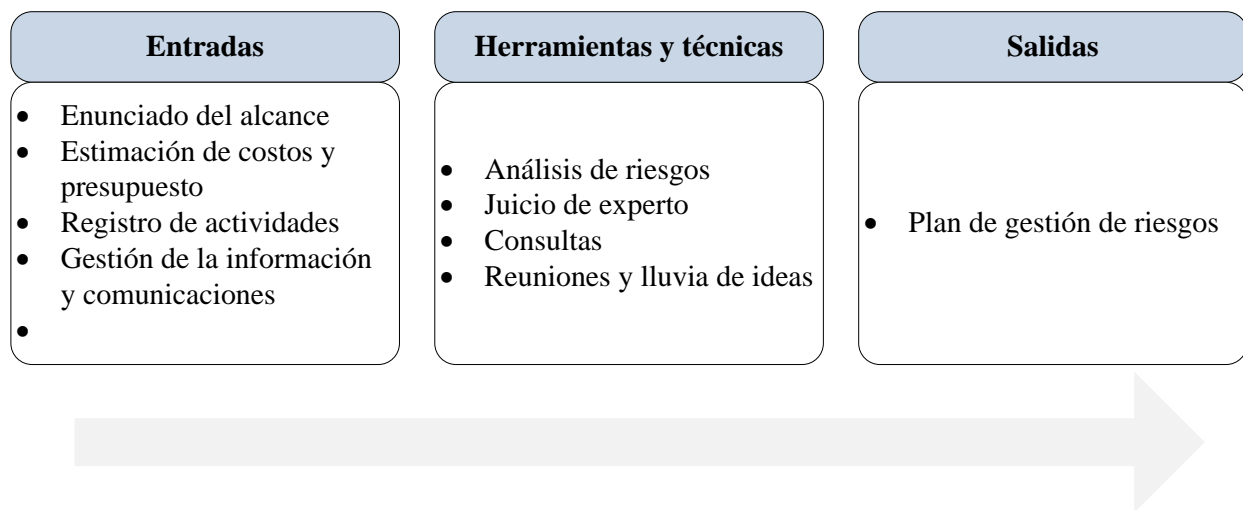 Entradas
• Enunciado del alcance
• Estimación de costos y
presupuesto
• Registro de actividades
• Gestión de la información
y comunicaciones
•
Herramientas y técnicas
• Análisis de riesgos
• Juicio de experto
• Consultas
• Reuniones y lluvia de ideas
Salidas
• Plan de gestión de riesgos